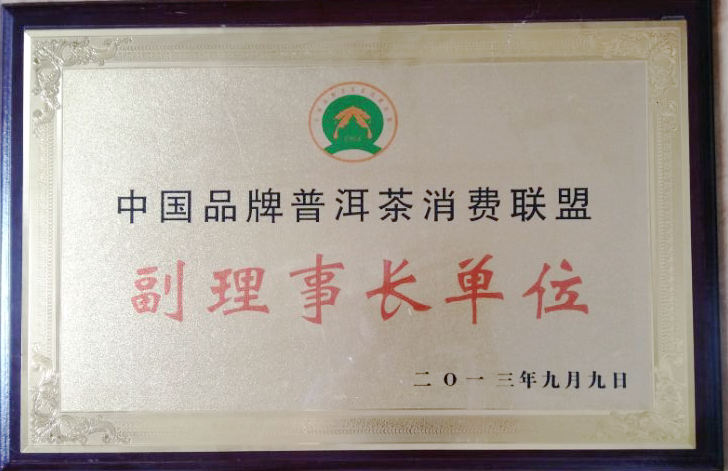 中国品牌普洱茶消费联盟
副理事长单位
二〇一三年九月九日